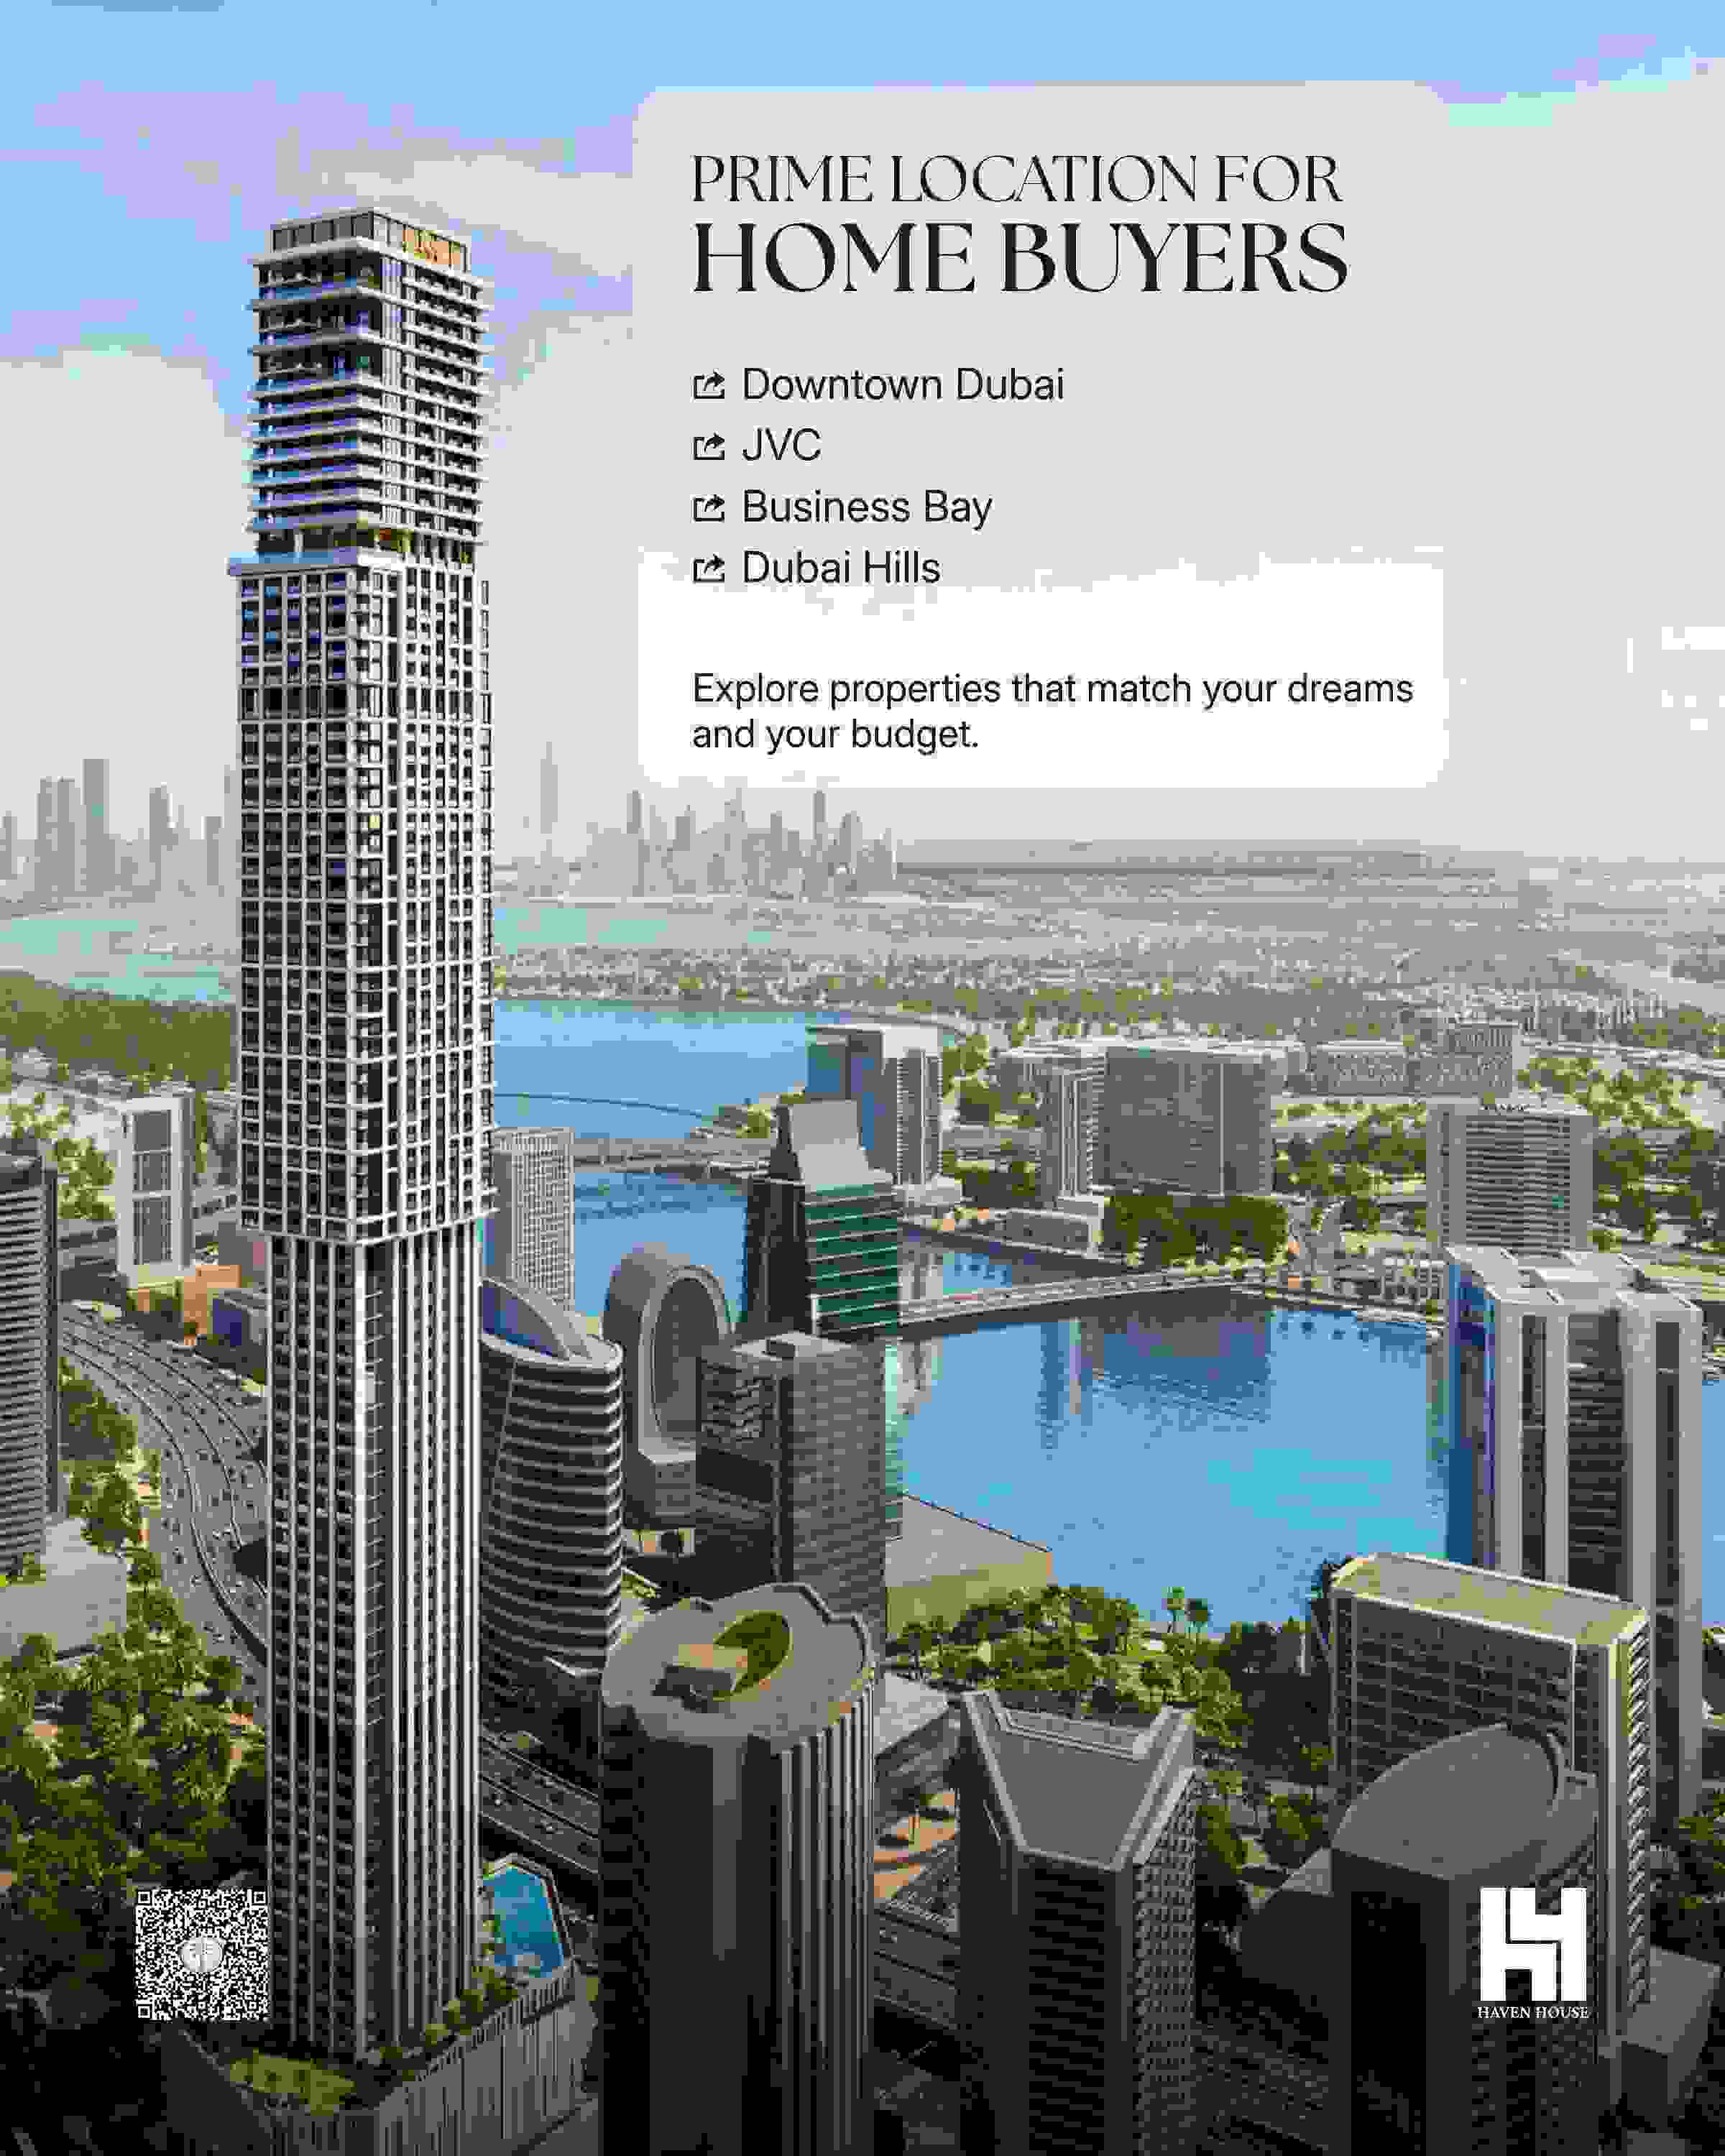 PRIME LOCATION FOR
HOME BUYERS
Downtown Dubai
JVC
Business Bay
Dubai Hills
Explore properties that match your dreams
and your budget.
HAVEN HOUSE